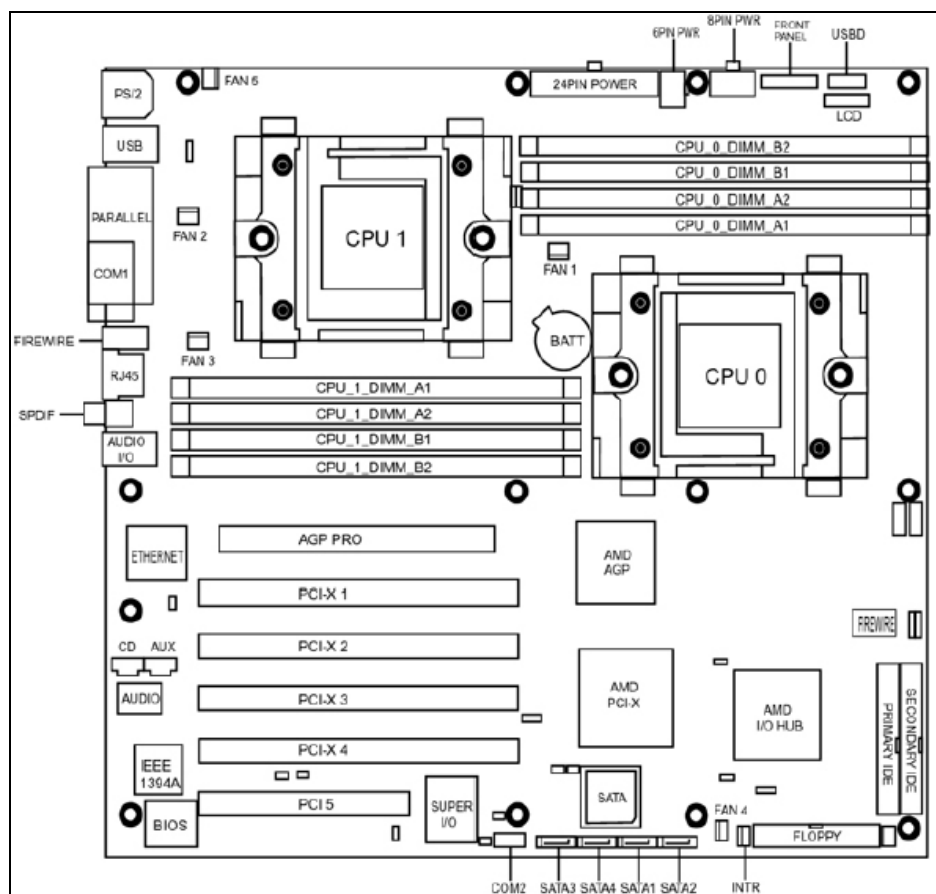 6PIN PWR
8PIN PWR
FRONT
PANEL
USBD
PS/2
FAN 6
24PIN POWER
LCD
USB
CPU_0_DIMM_B2
CPU_0_DIMM_B1
CPU_0_DIMM_A2
CPU_0_DIMM_A1
PARALLEL
FAN 2
CPU 1
FAN 1
COM1
FIREWIRE
FAN 3
BATT
CPU 0
RJ45
CPU_1_DIMM_A1
SPDIF
CPU_1_DIMM_A2
AUDIO
I/O
CPU_1_DIMM_B1
CPU_1_DIMM_B2
AGP PRO
ETHERNET
AMD
AGP
PCI-X 1
FIREWIRE
CD
AUX
PCI-X 2
AUDIO
PCI-X 3
AMD
PCI-X
AMD
I/O HUB
PRIMARY IDE
SECONDARY IDE
PCI-X 4
IEEE
1394A
PCI 5
SUPER
I/O
SATA
BIOS
FAN 4
FLOPPY
COM2
SATA3
SATA4
SATA1
SATA2
INTR